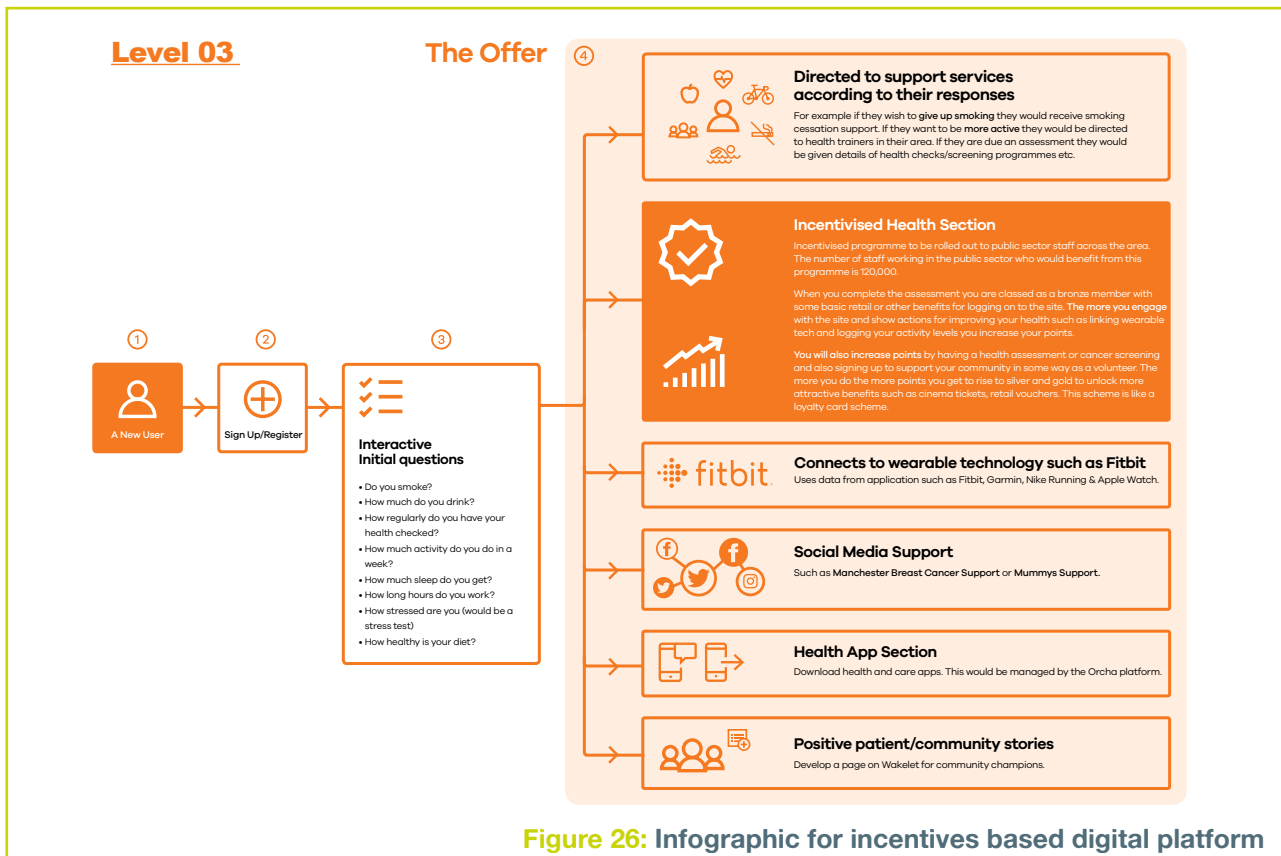 Level 03
The Offer
4
Directed to support services
according to their responses
For example if they wish to give up smoking they would receive smoking
cessation support. If they want to be more active they would be directed
to health trainers in their area. If they are due an assessment they would
be given details of health checks/screening programmes etc.
Incentivised Health Section
Incentivised programme to be rolled out to public sector staff across the area.
The number of staff working in the public sector who would benefit from this
programme is 120,000.
When you complete the assessment you are classed as a bronze member with
some basic retail or other benefits for logging on to the site. The more you engage
with the site and show actions for improving your health such as linking wearable
tech and logging your activity levels you increase your points.
You will also increase points by having a health assessment or cancer screening
and also signing up to support your community in some way as a volunteer. The
more you do the more points you get to rise to silver and gold to unlock more
attractive benefits such as cinema tickets, retail vouchers. This scheme is like a
loyalty card scheme.
1
A New User
2
Sign Up/Register
3
Interactive
Initial questions
• Do you smoke?
• How much do you drink?
• How regularly do you have your
health checked?
• How much activity do you do in a
week?
• How much sleep do you get?
• How long hours do you work?
• How stressed are you (would be a
stress test)
• How healthy is your diet?
fitbit
Connects to wearable technology such as Fitbit
Uses data from application such as Fitbit, Garmin, Nike Running & Apple Watch.
Social Media Support
Such as Manchester Breast Cancer Support or Mummys Support.
Health App Section
Download health and care apps. This would be managed by the Orcha platform.
Positive patient/community stories
Develop a page on Wakelet for community champions.
Figure 26: Infographic for incentives based digital platform